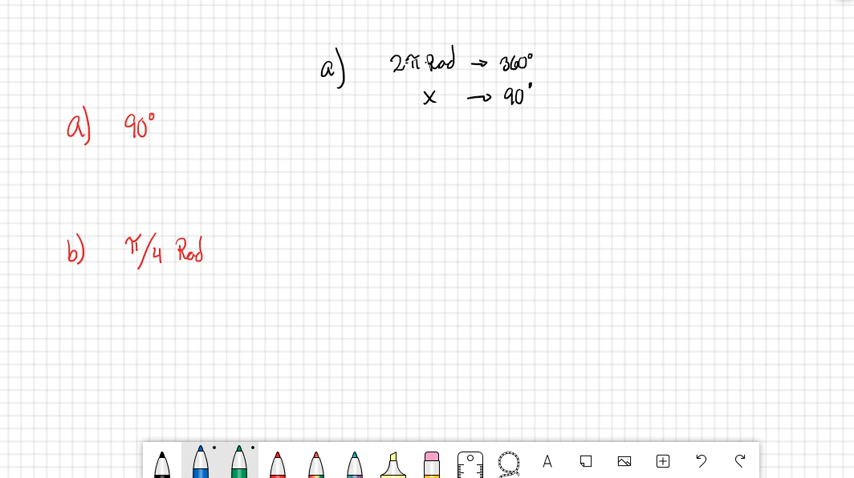 a) 2π Rad → 360°
x → 90°
a) 90°
b) π/4 Rad
A